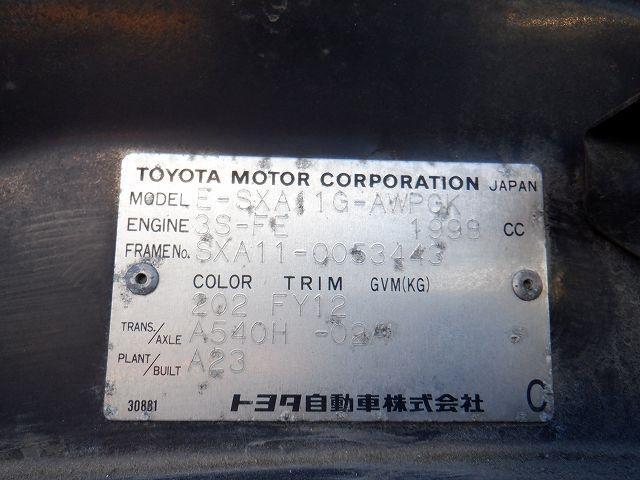 TOYOTA MOTOR CORPORATION JAPAN
MODEL E-SXA11G-AWPGK
ENGINE 3S-FE 1998 CC
FRAME No. SXA11-0053443
COLOR TRIM GVM(KG)
202 FY12
TRANS./AXLE A540H
PLANT/BUILT A23
30881 トヨタ自動車株式会社 C